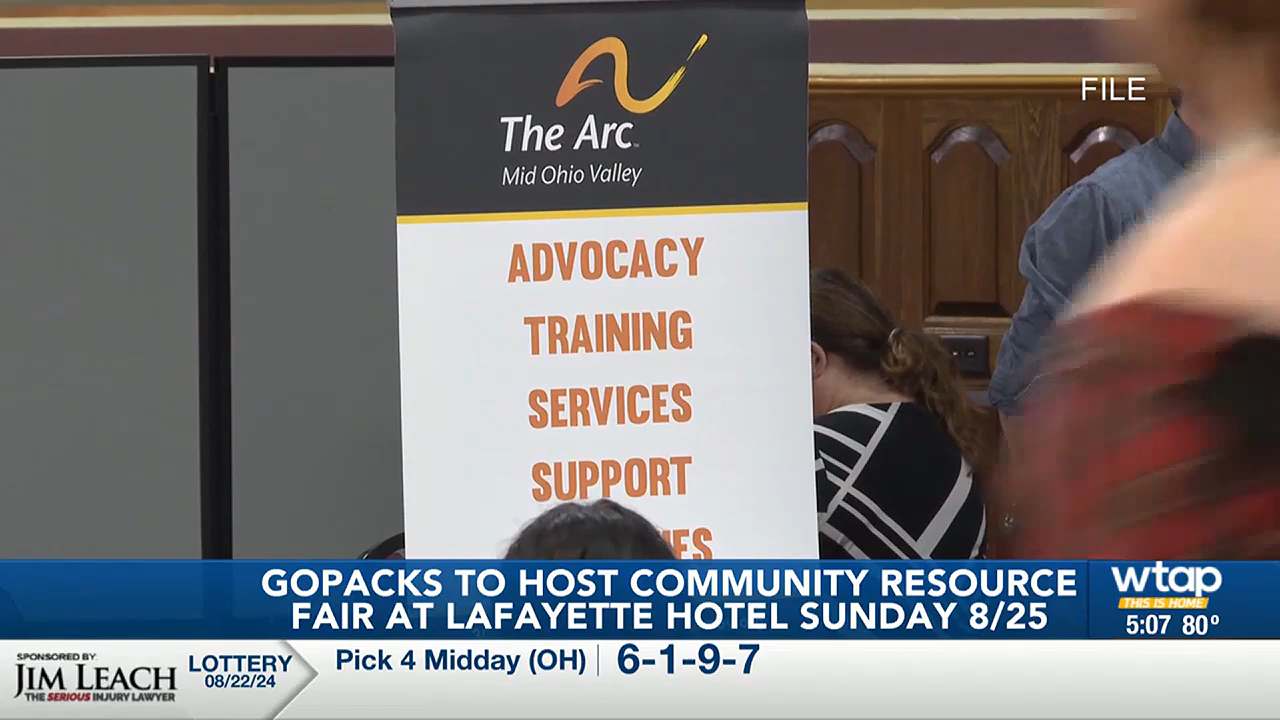 FILE
The Arc
Mid Ohio Valley
ADVOCACY
TRAINING
SERVICES
SUPPORT
GOPACKS TO HOST COMMUNITY RESOURCE
FAIR AT LAFAYETTE HOTEL SUNDAY 8/25
wtap
THIS IS HOME
5:07 80°
SPONSORED BY:
JIM LEACH
THE SERIOUS INJURY LAWYER
LOTTERY
08/22/24
Pick 4 Midday (OH) 6-1-9-7